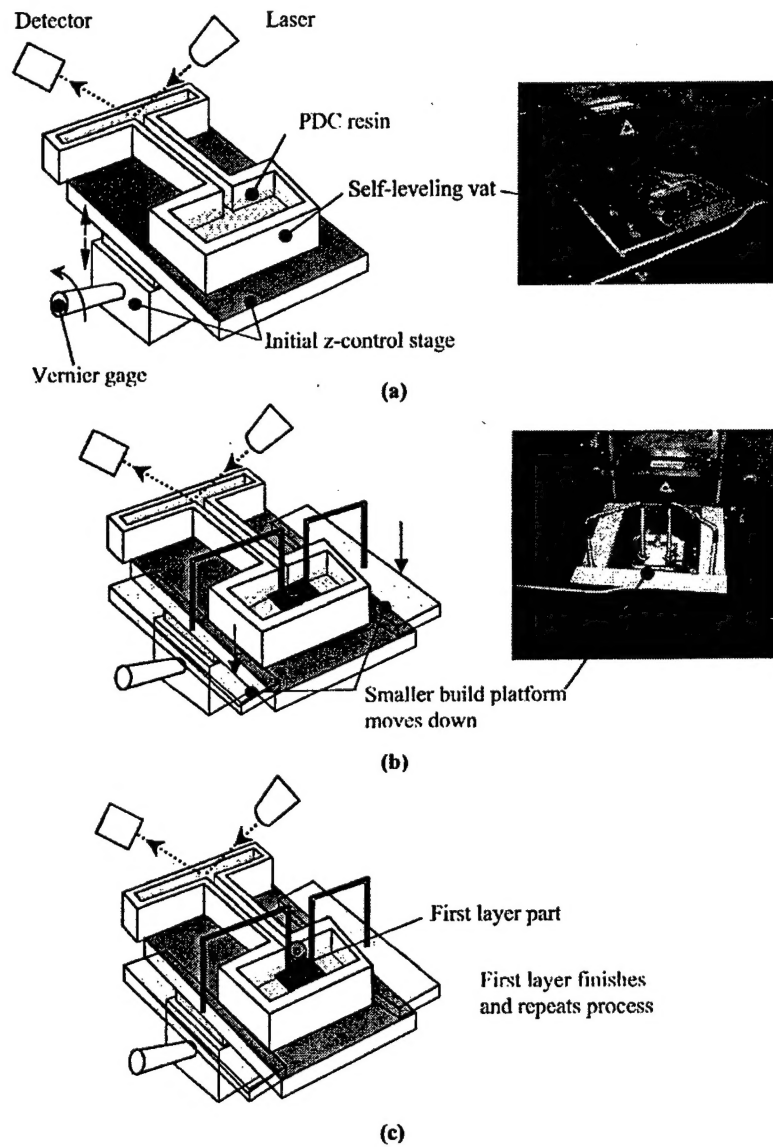 Detector
Laser
PDC resin
Self-leveling vat
Initial z-control stage
Vernier gage
(a)
Smaller build platform
moves down
(b)
First layer part
First layer finishes
and repeats process
(c)